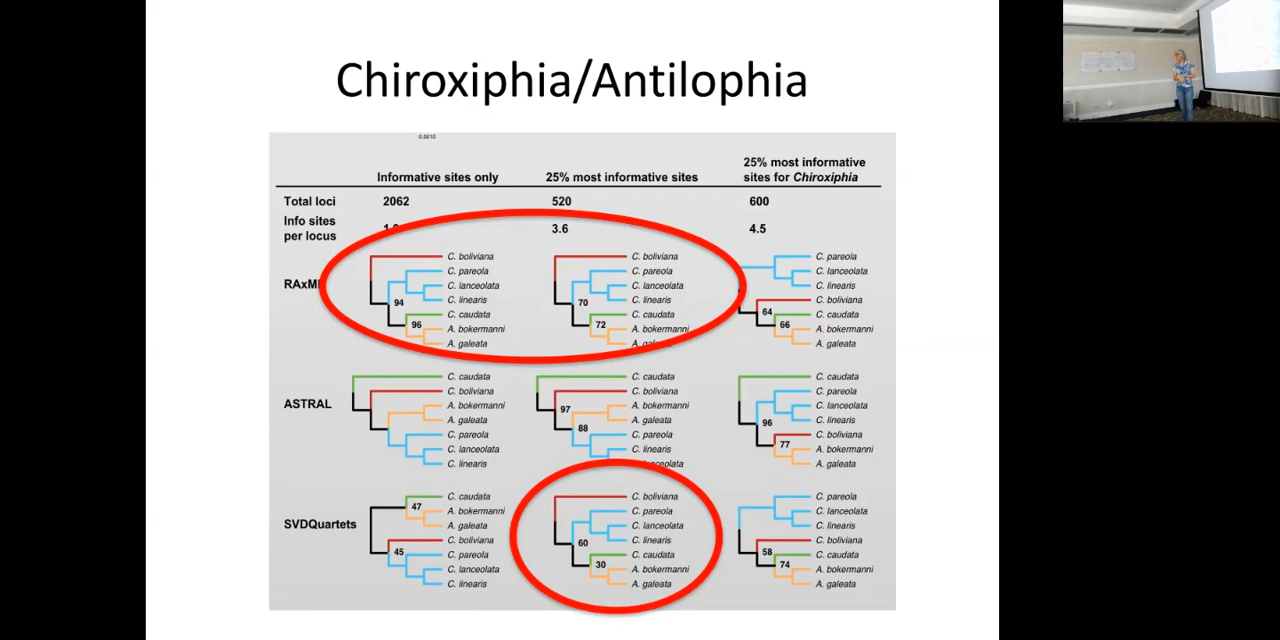 Chiroxiphia/Antilophia
0.0010
Informative sites only
25% most informative sites
25% most informative
sites for Chiroxiphia
Total loci
2062
520
600
Info sites
per locus
3.6
4.5
RAxM
C. boliviana
C. pareola
C. lanceolata
C. linearis
C. caudata
A. bokermanni
A. galeata
94
96
C. boliviana
C. pareola
C. lanceolata
C. linearis
C. caudata
A. bokermanni
A. galeata
70
72
C. pareola
C. lanceolata
C. linearis
C. boliviana
C. caudata
A. bokermanni
A. galeata
64
66
ASTRAL
C. caudata
C. boliviana
A. bokermanni
A. galeata
C. pareola
C. lanceolata
C. linearis
C. caudata
C. boliviana
A. bokermanni
A. galeata
C. pareola
C. lanceolata
lanceolata
97
88
C. caudata
C. pareola
C. lanceolata
C. linearis
C. boliviana
A. bokermanni
A. galeata
96
77
SVDQuartets
C. caudata
A. bokermanni
A. galeata
C. boliviana
C. pareola
C. lanceolata
C. linearis
47
45
C. boliviana
C. pareola
C. lanceolata
C. linearis
C. caudata
A. bokermanni
A. galeata
60
30
C. pareola
C. lanceolata
C. linearis
C. boliviana
C. caudata
A. bokermanni
A. galeata
58
74